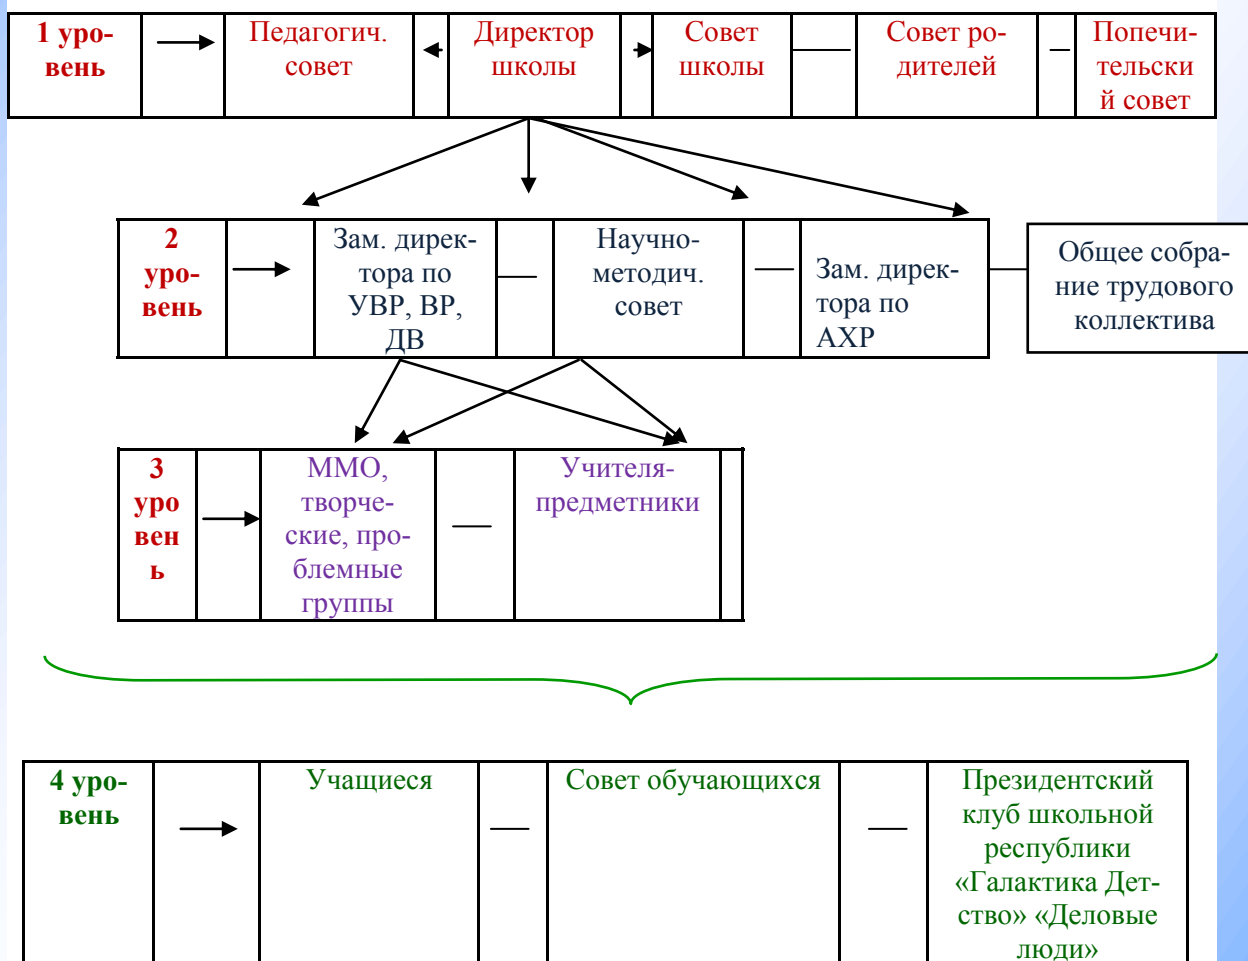 1 уро-
вень
Педагогич.
совет
Директор
школы
Совет
школы
Совет ро-
дителей
Попечи-
тельски
й совет
2
уро-
вень
Зам. дирек-
тора по
УВР, ВР,
ДВ
Научно-
методич.
совет
Зам. дирек-
тора по
АХР
Общее собра-
ние трудового
коллектива
3
уро
вен
ь
ММО,
творче-
ские, про-
блемные
группы
Учителя-
предметники
4 уро-
вень
Учащиеся
Совет обучающихся
Президентский
клуб школьной
республики
«Галактика Дет-
ство» «Деловые
люди»